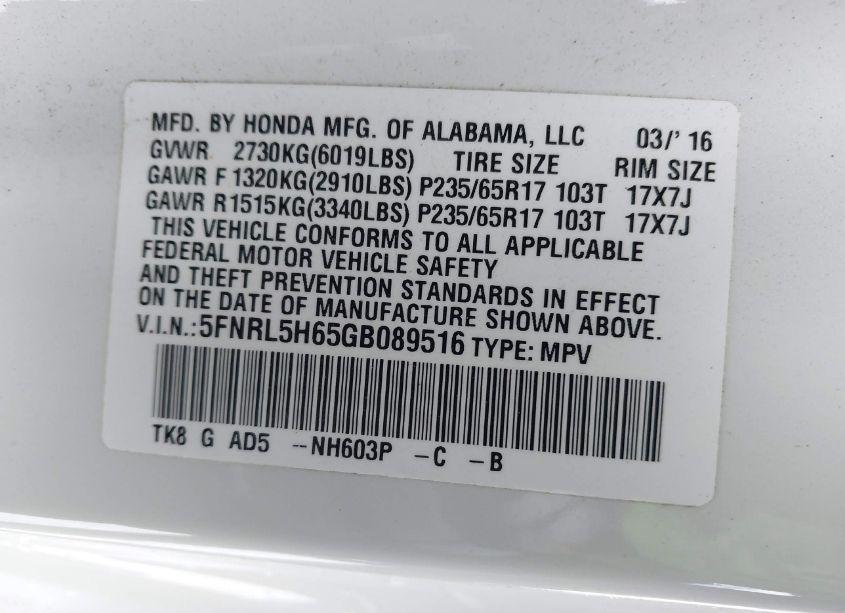 MFD. BY HONDA MFG. OF ALABAMA, LLC 03/' 16
GVWR 2730KG(6019LBS) TIRE SIZE RIM SIZE
GAWR F 1320KG(2910LBS) P235/65R17 103T 17X7J
GAWR R1515KG(3340LBS) P235/65R17 103T 17X7J
THIS VEHICLE CONFORMS TO ALL APPLICABLE
FEDERAL MOTOR VEHICLE SAFETY
AND THEFT PREVENTION STANDARDS IN EFFECT
ON THE DATE OF MANUFACTURE SHOWN ABOVE.
V.I.N.:5FNRL5H65GB089516 TYPE: MPV
TK8 G AD5 --NH603P -C -B